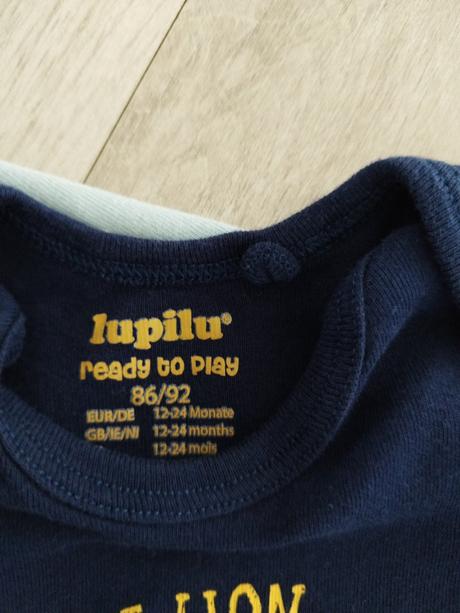 lupilu®
ready to play
86/92
EUR/DE 12-24 Monate
GB/IE/NI 12-24 months
12-24 mois
LION